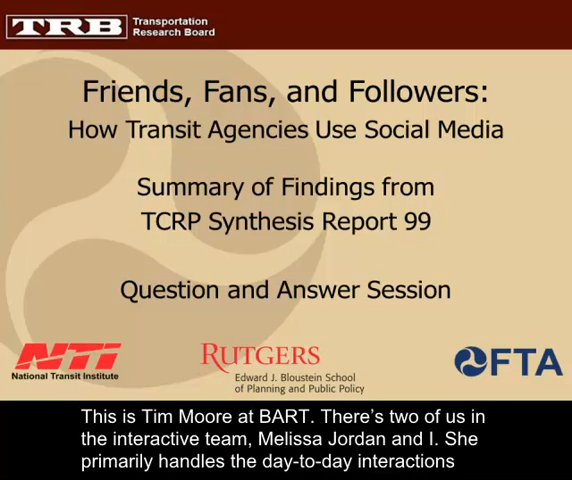 TRB Transportation
Research Board
Friends, Fans, and Followers:
How Transit Agencies Use Social Media
Summary of Findings from
TCRP Synthesis Report 99
Question and Answer Session
NTI
National Transit Institute
RUTGERS
Edward J. Bloustein School
of Planning and Public Policy
FTA
This is Tim Moore at BART. There's two of us in
the interactive team, Melissa Jordan and I. She
primarily handles the day-to-day interactions